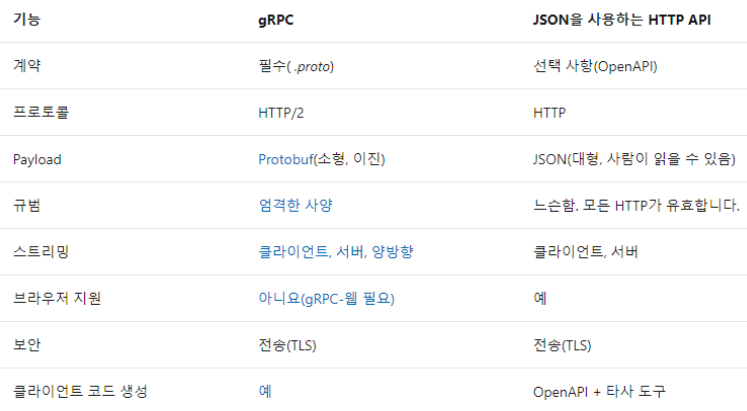 기능 gRPC JSON을 사용하는 HTTP API
계약 필수( .proto) 선택 사항(OpenAPI)
프로토콜 HTTP/2 HTTP
Payload Protobuf(소형, 이진) JSON(대형, 사람이 읽을 수 있음)
규범 엄격한 사양 느슨함. 모든 HTTP가 유효합니다.
스트리밍 클라이언트, 서버, 양방향 클라이언트, 서버
브라우저 지원 아니요(gRPC-웹 필요) 예
보안 전송(TLS) 전송(TLS)
클라이언트 코드 생성 예 OpenAPI + 타사 도구